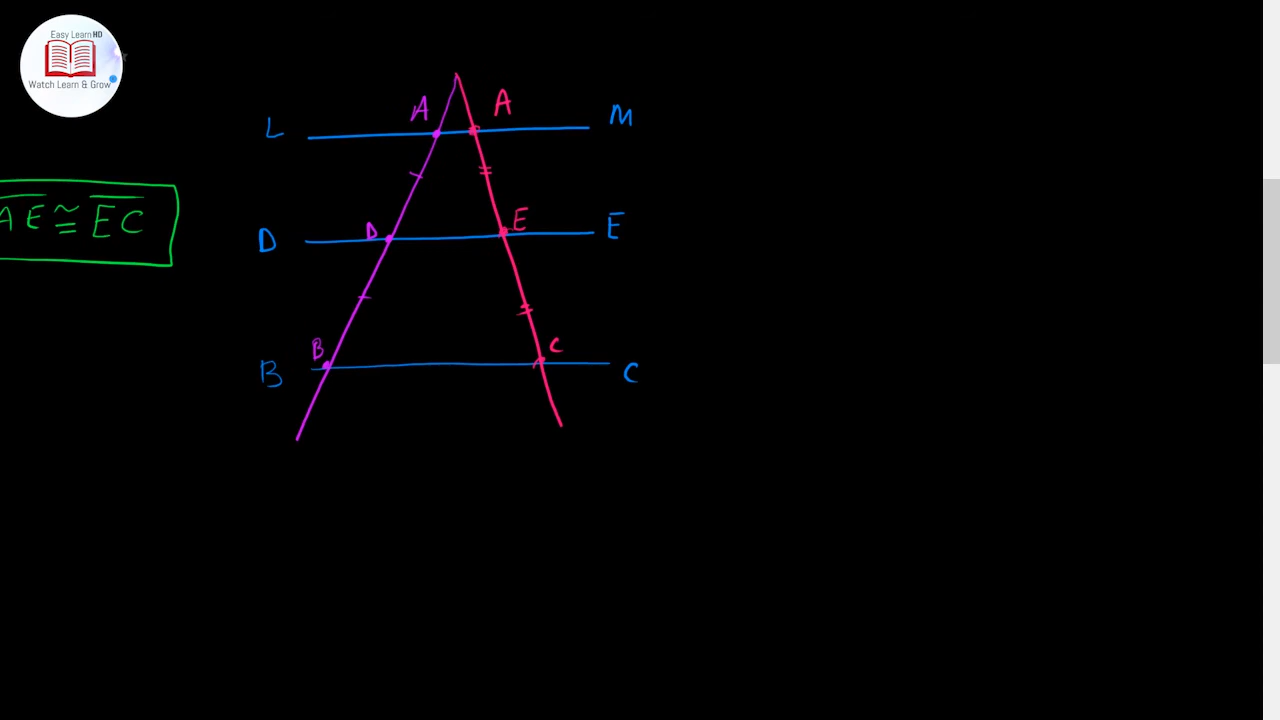 Easy Learn HD
Watch Learn & Grow
A A
L M
AE ≅ EC
D E
D E
B C
B C